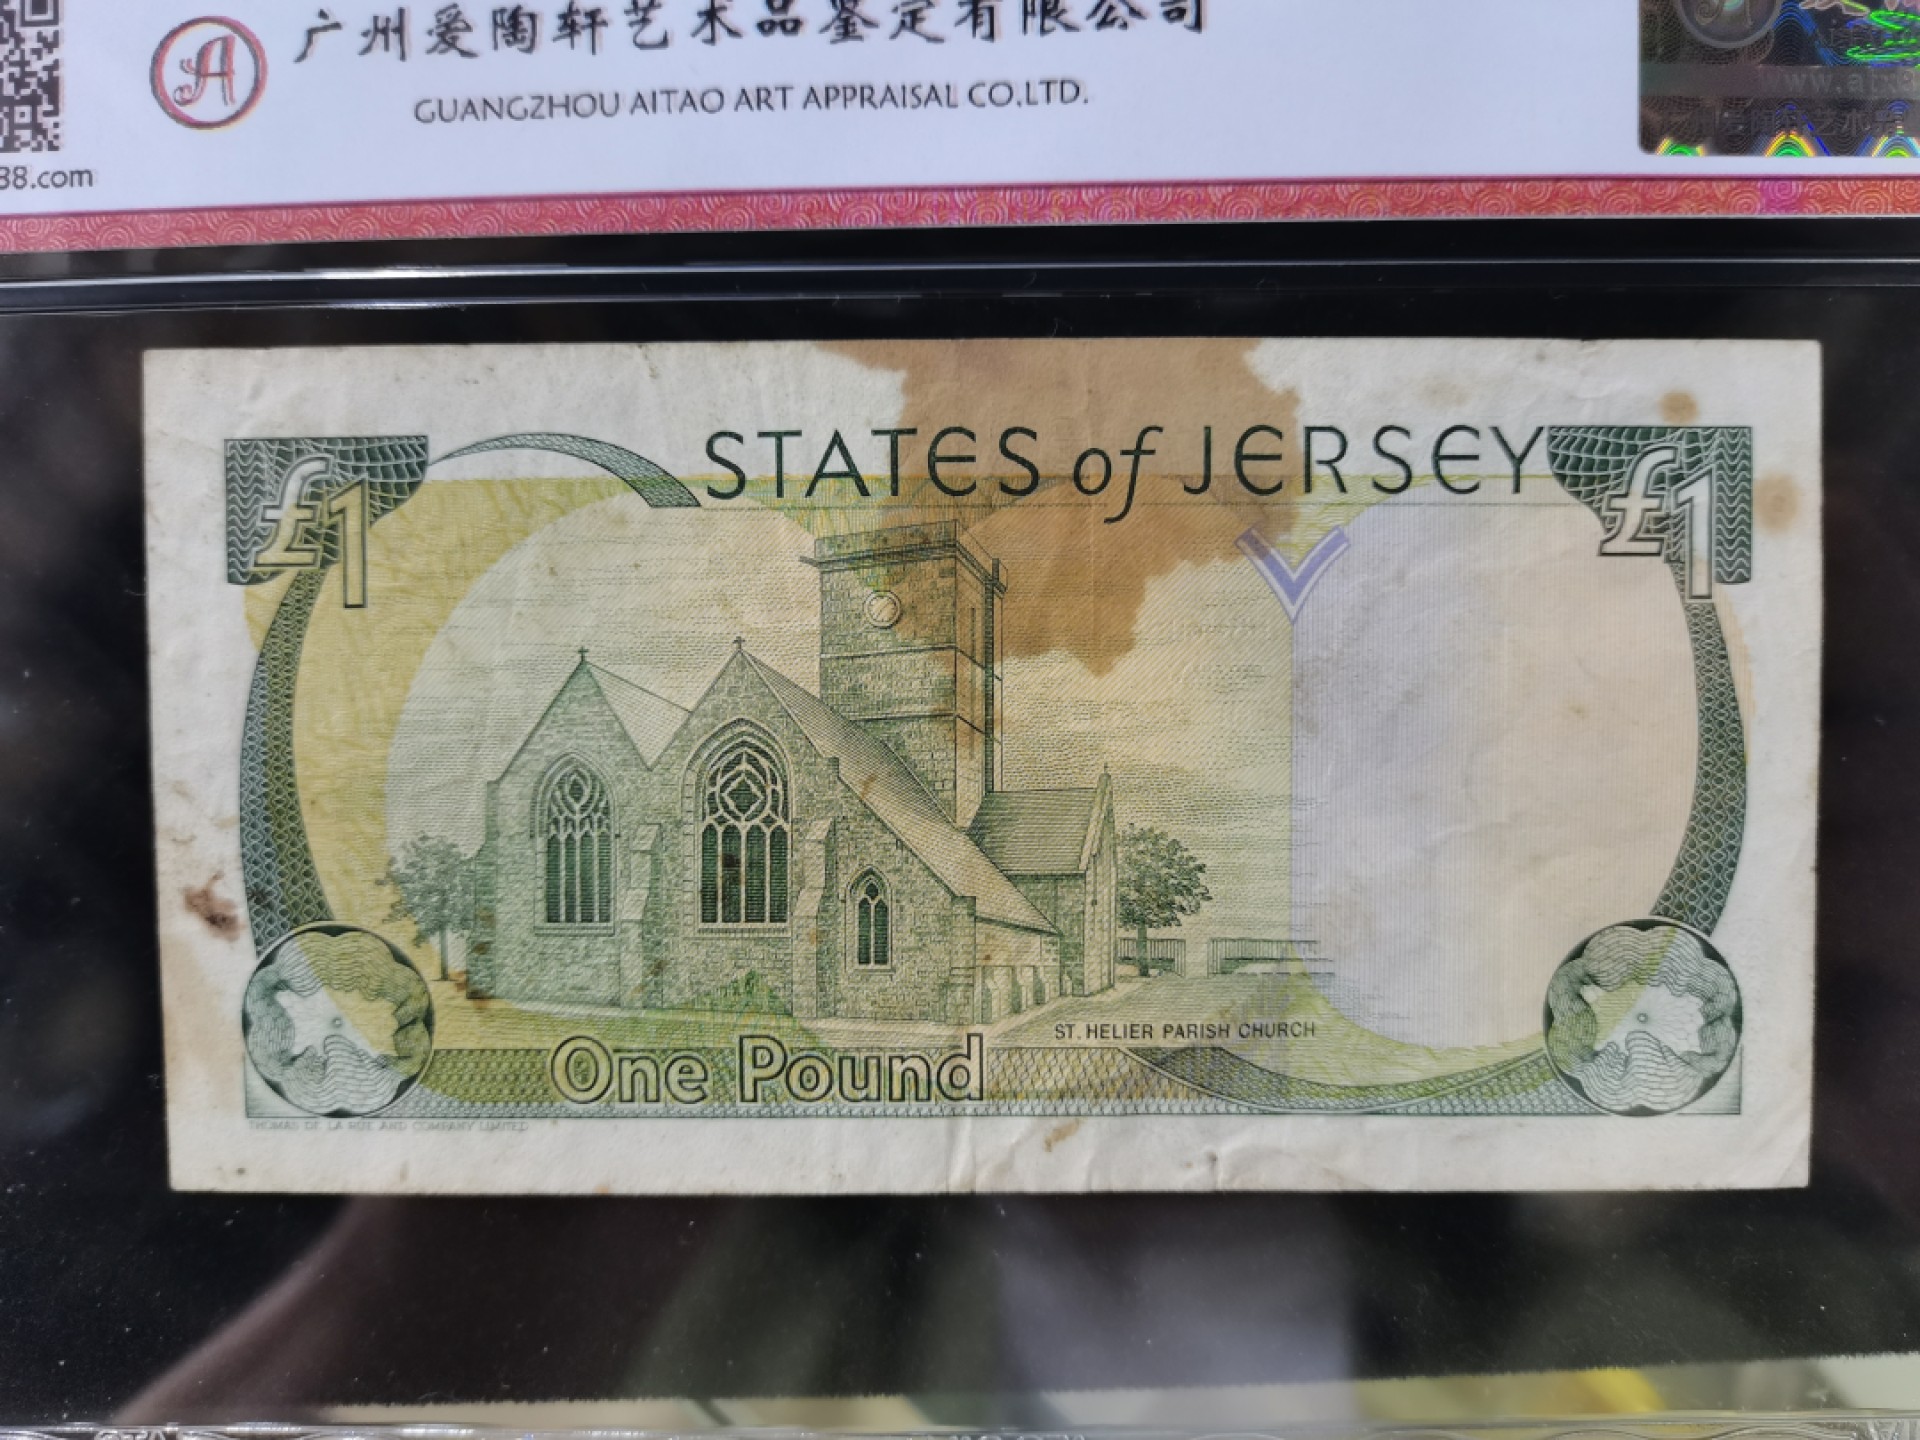 广州爱陶轩艺术品鉴定有限公司
GUANGZHOU AITAO ART APPRAISAL CO.LTD.
38.com
STATES of JERSEY
£1
£1
ST. HELIER PARISH CHURCH
One Pound
THOMAS DE LA RUE AND COMPANY LIMITED